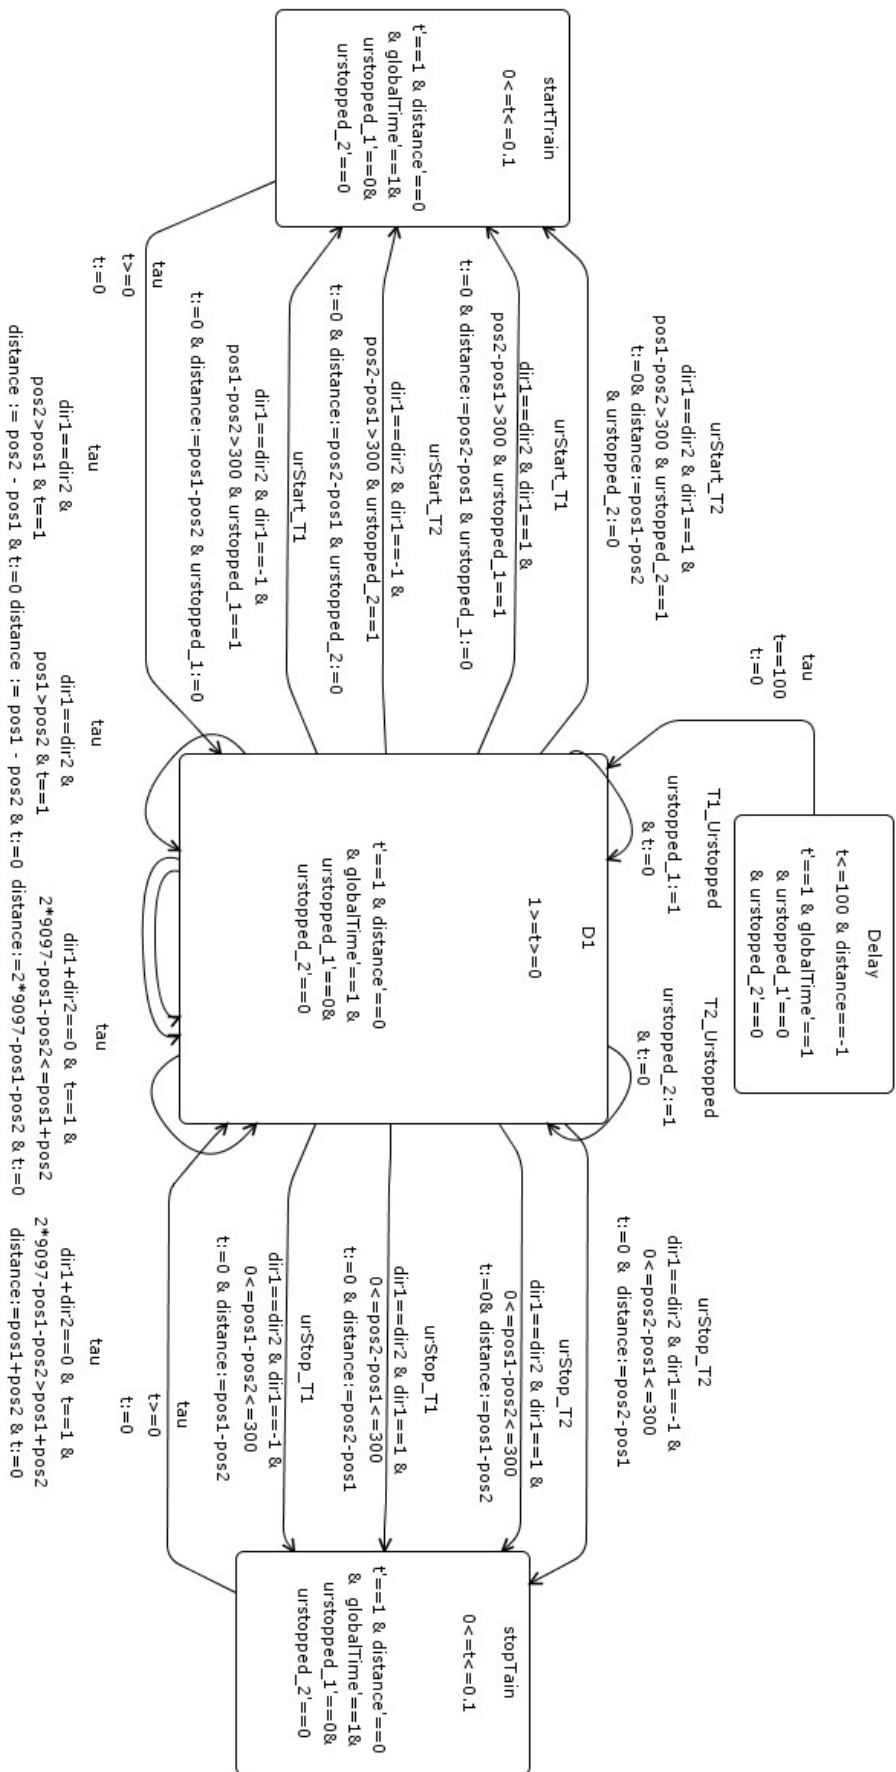 Delay
t<=100 & distance==-1
t'==1 & globalTime'==1
& urstopped_1'==0
& urstopped_2'==0
tau
t==100
t:=0
urStart_T2
dir1==dir2 & dir1==1 &
pos1-pos2>300 & urstopped_2==1
t:=0& distance:=pos1-pos2
& urstopped_2:=0
T1_Urstopped
urstopped_1:=1
& t:=0
T2_Urstopped
urstopped_2:=1
& t:=0
urStop_T2
dir1==dir2 & dir1==-1 &
0<=pos2-pos1<=300
t:=0 & distance:=pos2-pos1
startTrain
0<=t<=0.1
t'==1 & distance'==0
& globalTime'==1&
urstopped_1'==0&
urstopped_2'==0
urStart_T1
dir1==dir2 & dir1==1 &
pos2-pos1>300 & urstopped_1==1
t:=0 & distance:=pos2-pos1 & urstopped_1:=0
urStart_T2
dir1==dir2 & dir1==-1 &
pos2-pos1>300 & urstopped_2==1
t:=0 & distance:=pos2-pos1 & urstopped_2:=0
urStart_T1
dir1==dir2 & dir1==-1 &
pos1-pos2>300 & urstopped_1==1
t:=0 & distance:=pos1-pos2 & urstopped_1:=0
tau
t>=0
t:=0
D1
1>=t>=0
t'==1 & distance'==0
& globalTime'==1 &
urstopped_1'==0&
urstopped_2'==0
urStop_T2
dir1==dir2 & dir1==1 &
0<=pos1-pos2<=300
t:=0& distance:=pos1-pos2
urStop_T1
dir1==dir2 & dir1==1 &
0<=pos2-pos1<=300
t:=0 & distance:=pos2-pos1
urStop_T1
dir1==dir2 & dir1==-1 &
0<=pos1-pos2<=300
t:=0 & distance:=pos1-pos2
tau
t>=0
t:=0
stopTain
0<=t<=0.1
t'==1 & distance'==0
& globalTime'==1&
urstopped_1'==0&
urstopped_2'==0
tau
dir1==dir2 &
pos2>pos1 & t==1
distance := pos2 - pos1 & t:=0
tau
dir1==dir2 &
pos1>pos2 & t==1
distance := pos1 - pos2 & t:=0
tau
dir1+dir2==0 & t==1 &
2*9097-pos1-pos2<=pos1+pos2
distance:=2*9097-pos1-pos2 & t:=0
tau
dir1+dir2==0 & t==1 &
2*9097-pos1-pos2>pos1+pos2
distance:=pos1+pos2 & t:=0